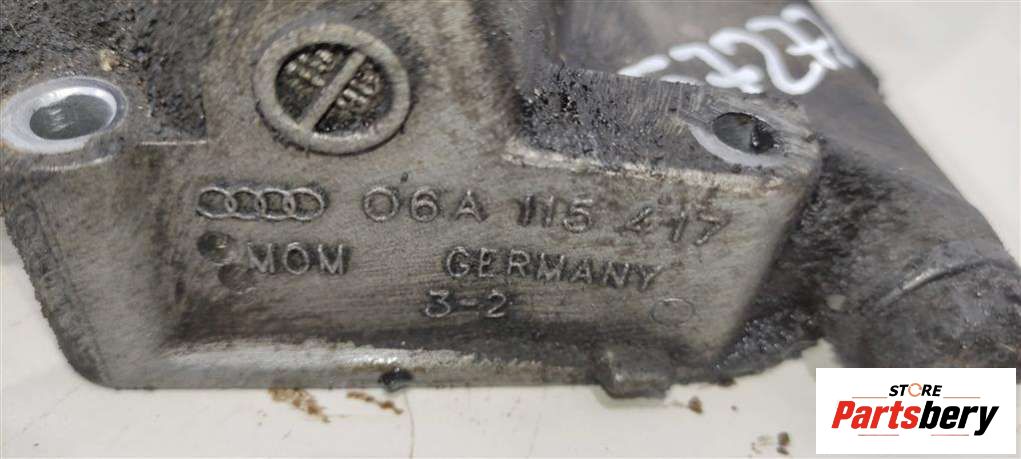 06A 115 417
MOM GERMANY
3-2
STORE
Partsbery